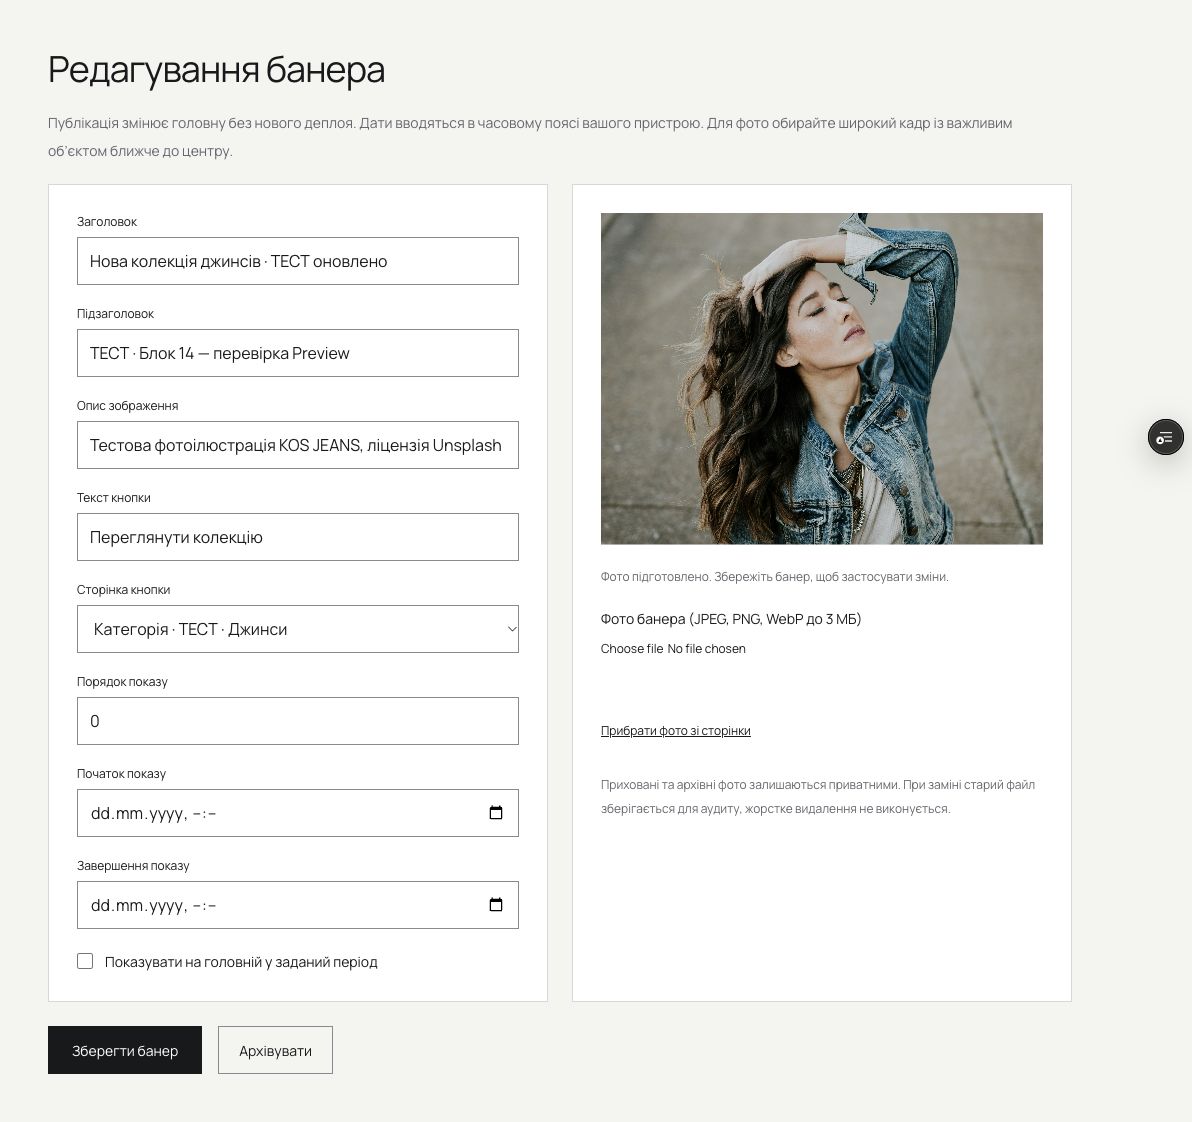 Редагування банера
Публікація змінює головну без нового деплоя. Дати вводяться в часовому поясі вашого пристрою. Для фото обирайте широкий кадр із важливим
об’єктом ближче до центру.
Заголовок
Нова колекція джинсів · ТЕСТ оновлено
Підзаголовок
ТЕСТ · Блок 14 — перевірка Preview
Опис зображення
Тестова фотоілюстрація KOS JEANS, ліцензія Unsplash
Текст кнопки
Переглянути колекцію
Сторінка кнопки
Категорія · ТЕСТ · Джинси
Порядок показу
0
Початок показу
dd.mm.yyyy, –:–
Завершення показу
dd.mm.yyyy, –:–
Показувати на головній у заданий період
Фото підготовлено. Збережіть банер, щоб застосувати зміни.
Фото банера (JPEG, PNG, WebP до 3 МБ)
Choose file No file chosen
Прибрати фото зі сторінки
Приховані та архівні фото залишаються приватними. При заміні старий файл
зберігається для аудиту, жорстке видалення не виконується.
Зберегти банер
Архівувати